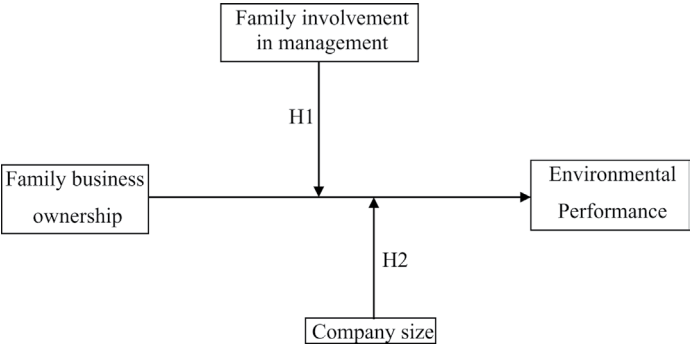 Family involvement
in management
H1
Family business
ownership
Environmental
Performance
H2
Company size